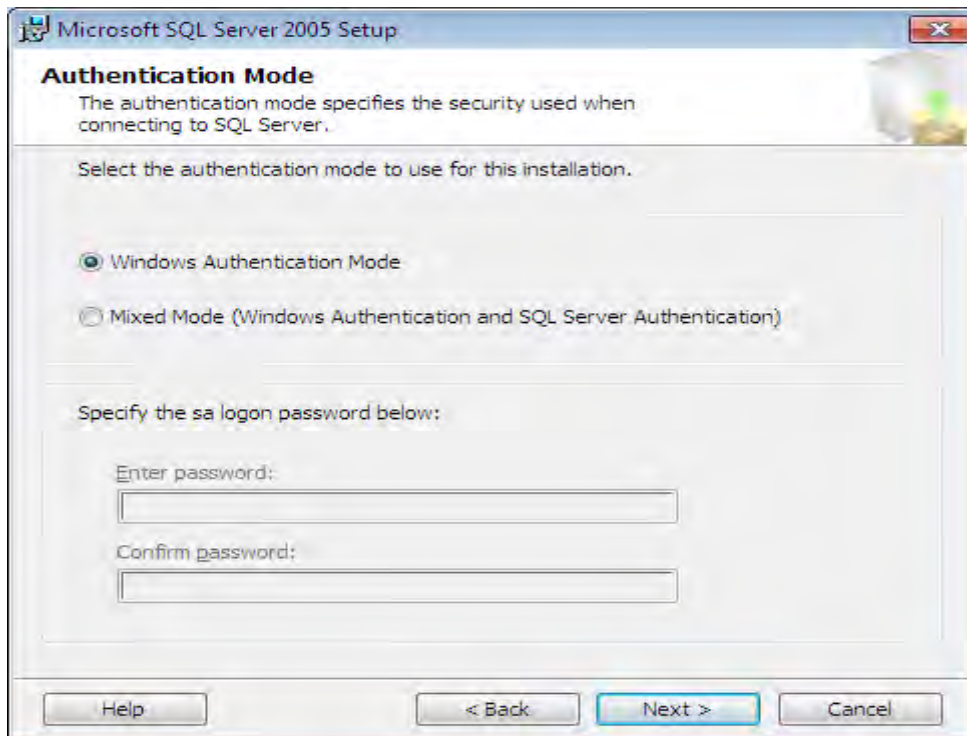 Microsoft SQL Server 2005 Setup
Authentication Mode
The authentication mode specifies the security used when
connecting to SQL Server.
Select the authentication mode to use for this installation.
Windows Authentication Mode
Mixed Mode (Windows Authentication and SQL Server Authentication)
Specify the sa logon password below:
Enter password:
Confirm password:
Help
< Back
Next >
Cancel